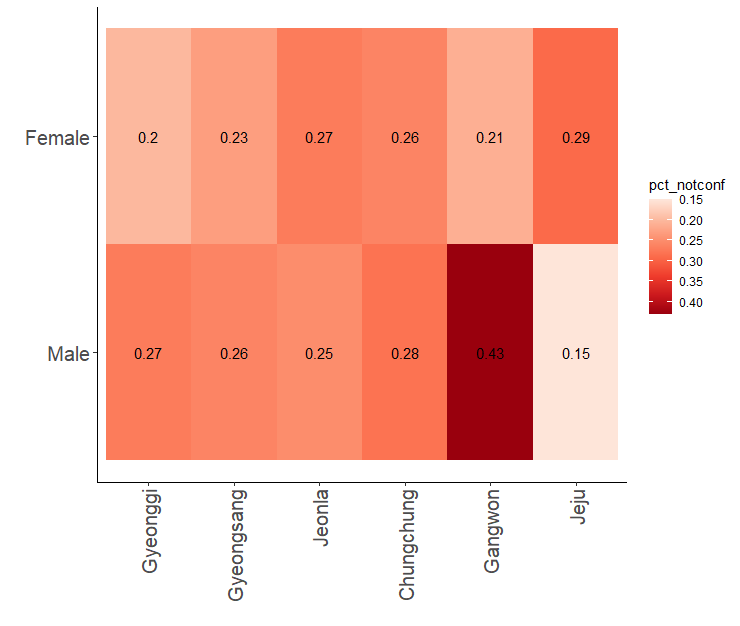 Female
0.2
0.23
0.27
0.26
0.21
0.29
pct_notconf
0.15
0.20
0.25
0.30
0.35
0.40
Male
0.27
0.26
0.25
0.28
0.43
0.15
Gyeonggi
Gyeongsang
Jeonla
Chungchung
Gangwon
Jeju